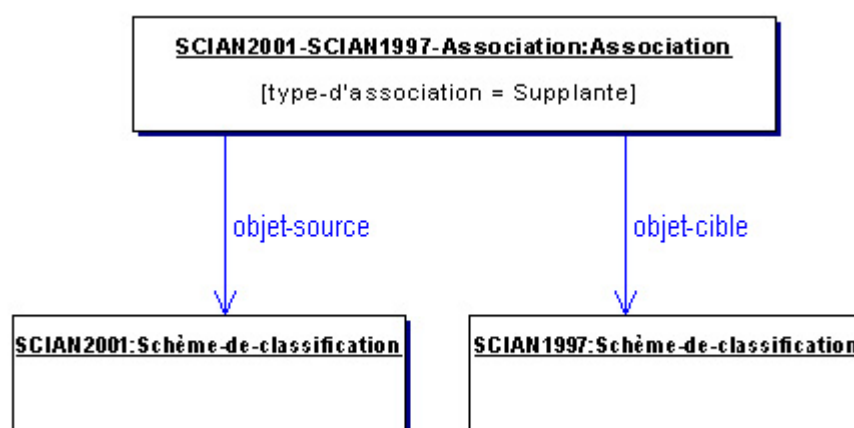 SCIAN2001-SCIAN1997-Association:Association
[type-d'association = Supplante]
objet-source
objet-cible
SCIAN2001:Schème-de-classification
SCIAN1997:Schème-de-classification